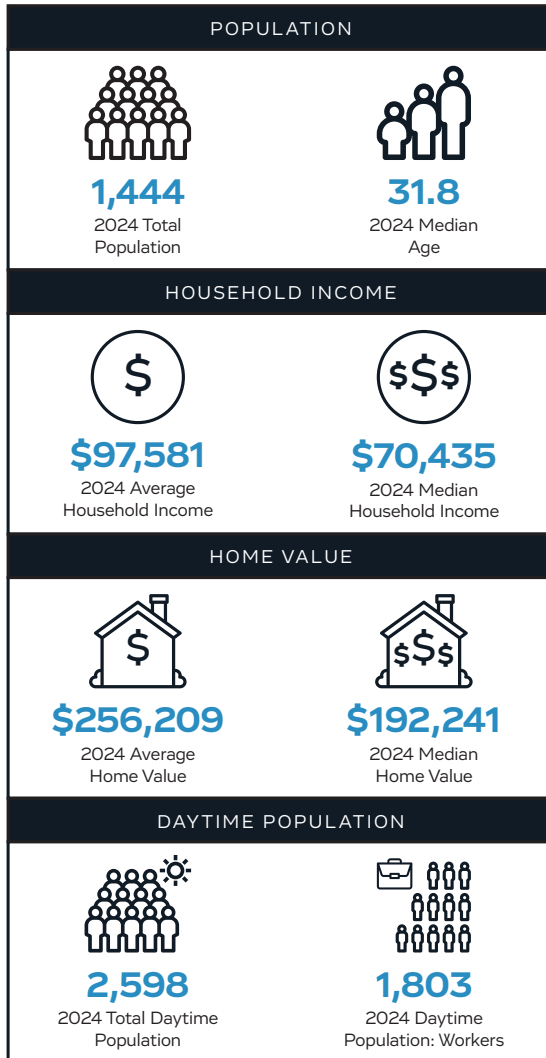 POPULATION
1,444
2024 Total
Population
31.8
2024 Median
Age
HOUSEHOLD INCOME
$
$97,581
2024 Average
Household Income
$$$
$70,435
2024 Median
Household Income
HOME VALUE
$
$256,209
2024 Average
Home Value
$$$
$192,241
2024 Median
Home Value
DAYTIME POPULATION
2,598
2024 Total Daytime
Population
1,803
2024 Daytime
Population: Workers